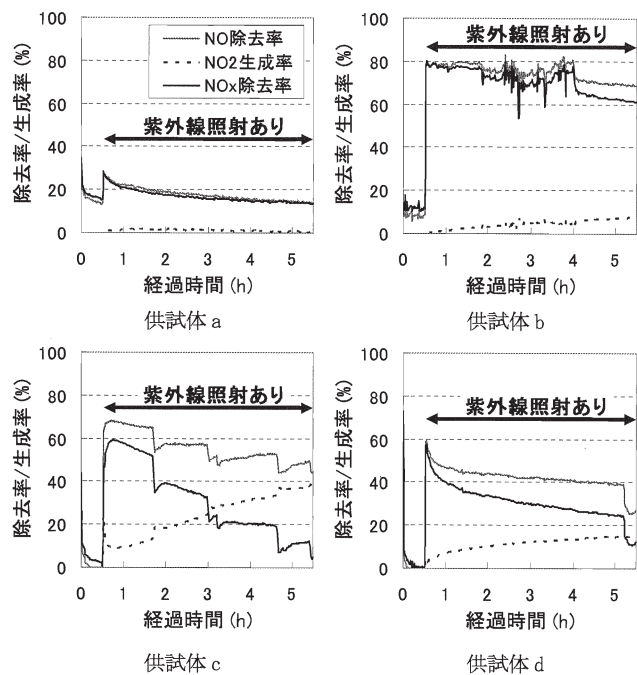 除去率/生成率 (%)
100
80
60
40
20
0
NO除去率
NO2生成率
NOx除去率
紫外線照射あり
0 1 2 3 4 5
経過時間 (h)
供試体 a
除去率/生成率 (%)
100
80
60
40
20
0
紫外線照射あり
0 1 2 3 4 5
経過時間 (h)
供試体 b
除去率/生成率 (%)
100
80
60
40
20
0
紫外線照射あり
0 1 2 3 4 5
経過時間 (h)
供試体 c
除去率/生成率 (%)
100
80
60
40
20
0
紫外線照射あり
0 1 2 3 4 5
経過時間 (h)
供試体 d